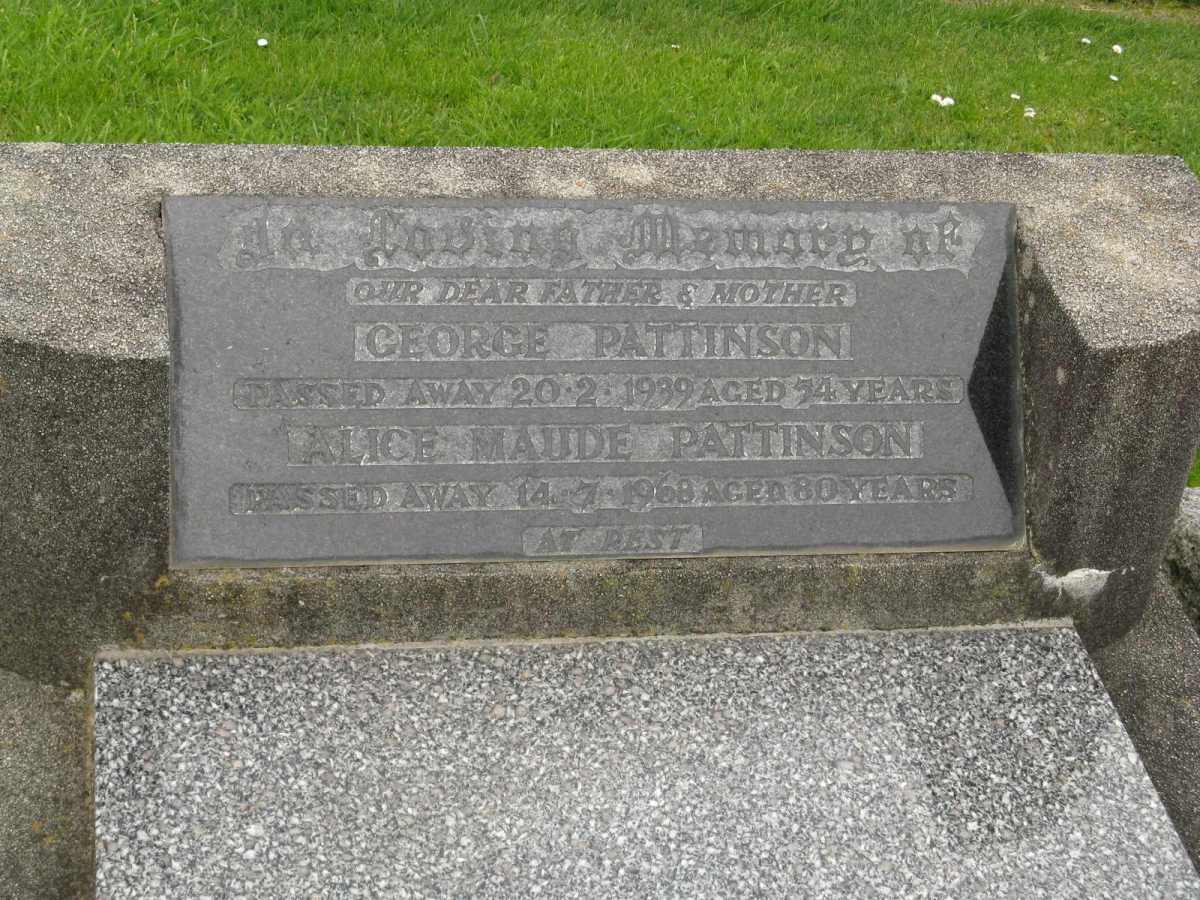 In Loving Memory of
OUR DEAR FATHER & MOTHER
GEORGE PATTINSON
PASSED AWAY 20·2·1939 AGED 54 YEARS
ALICE MAUDE PATTINSON
PASSED AWAY 14·7·1968 AGED 80 YEARS
AT REST